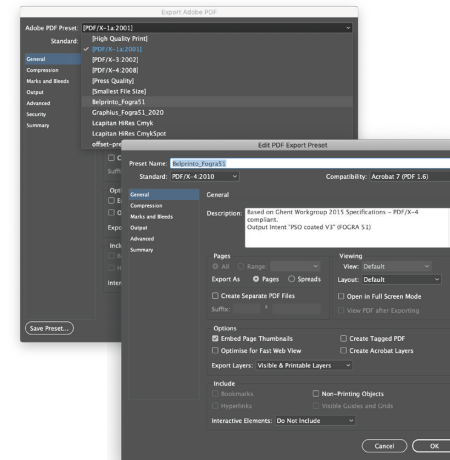 Export Adobe PDF
Adobe PDF Preset: [PDF/X-1a:2001]
Standard: [High Quality Print]
[PDF/X-1a:2001]
General [PDF/X-3:2002]
Compression [PDF/X-4:2008]
Marks and Bleeds [Press Quality]
Output [Smallest File Size]
Advanced Belprinto_Fogra51
Security Graphius_Fogra51_2020
Summary Lcapitan HiRes Cmyk
Lcapitan HiRes CmykSpot
offset-pre
Save Preset...
Edit PDF Export Preset
Preset Name: Belprinto_Fogra51
Standard: PDF/X-4:2010 Compatibility: Acrobat 7 (PDF 1.6)
General General
Compression
Marks and Bleeds Description: Based on Ghent Workgroup 2015 Specifications - PDF/X-4
compliant.
Output Output Intent "PSO coated V3" (FOGRA 51)
Advanced
Summary
Pages Viewing
All Range: View: Default
Export As Pages Spreads Layout: Default
Create Separate PDF Files Open in Full Screen Mode
Suffix: View PDF after Exporting
Options
Embed Page Thumbnails Create Tagged PDF
Optimise for Fast Web View Create Acrobat Layers
Export Layers: Visible & Printable Layers
Include
Bookmarks Non-Printing Objects
Hyperlinks Visible Guides and Grids
Interactive Elements: Do Not Include
Cancel OK